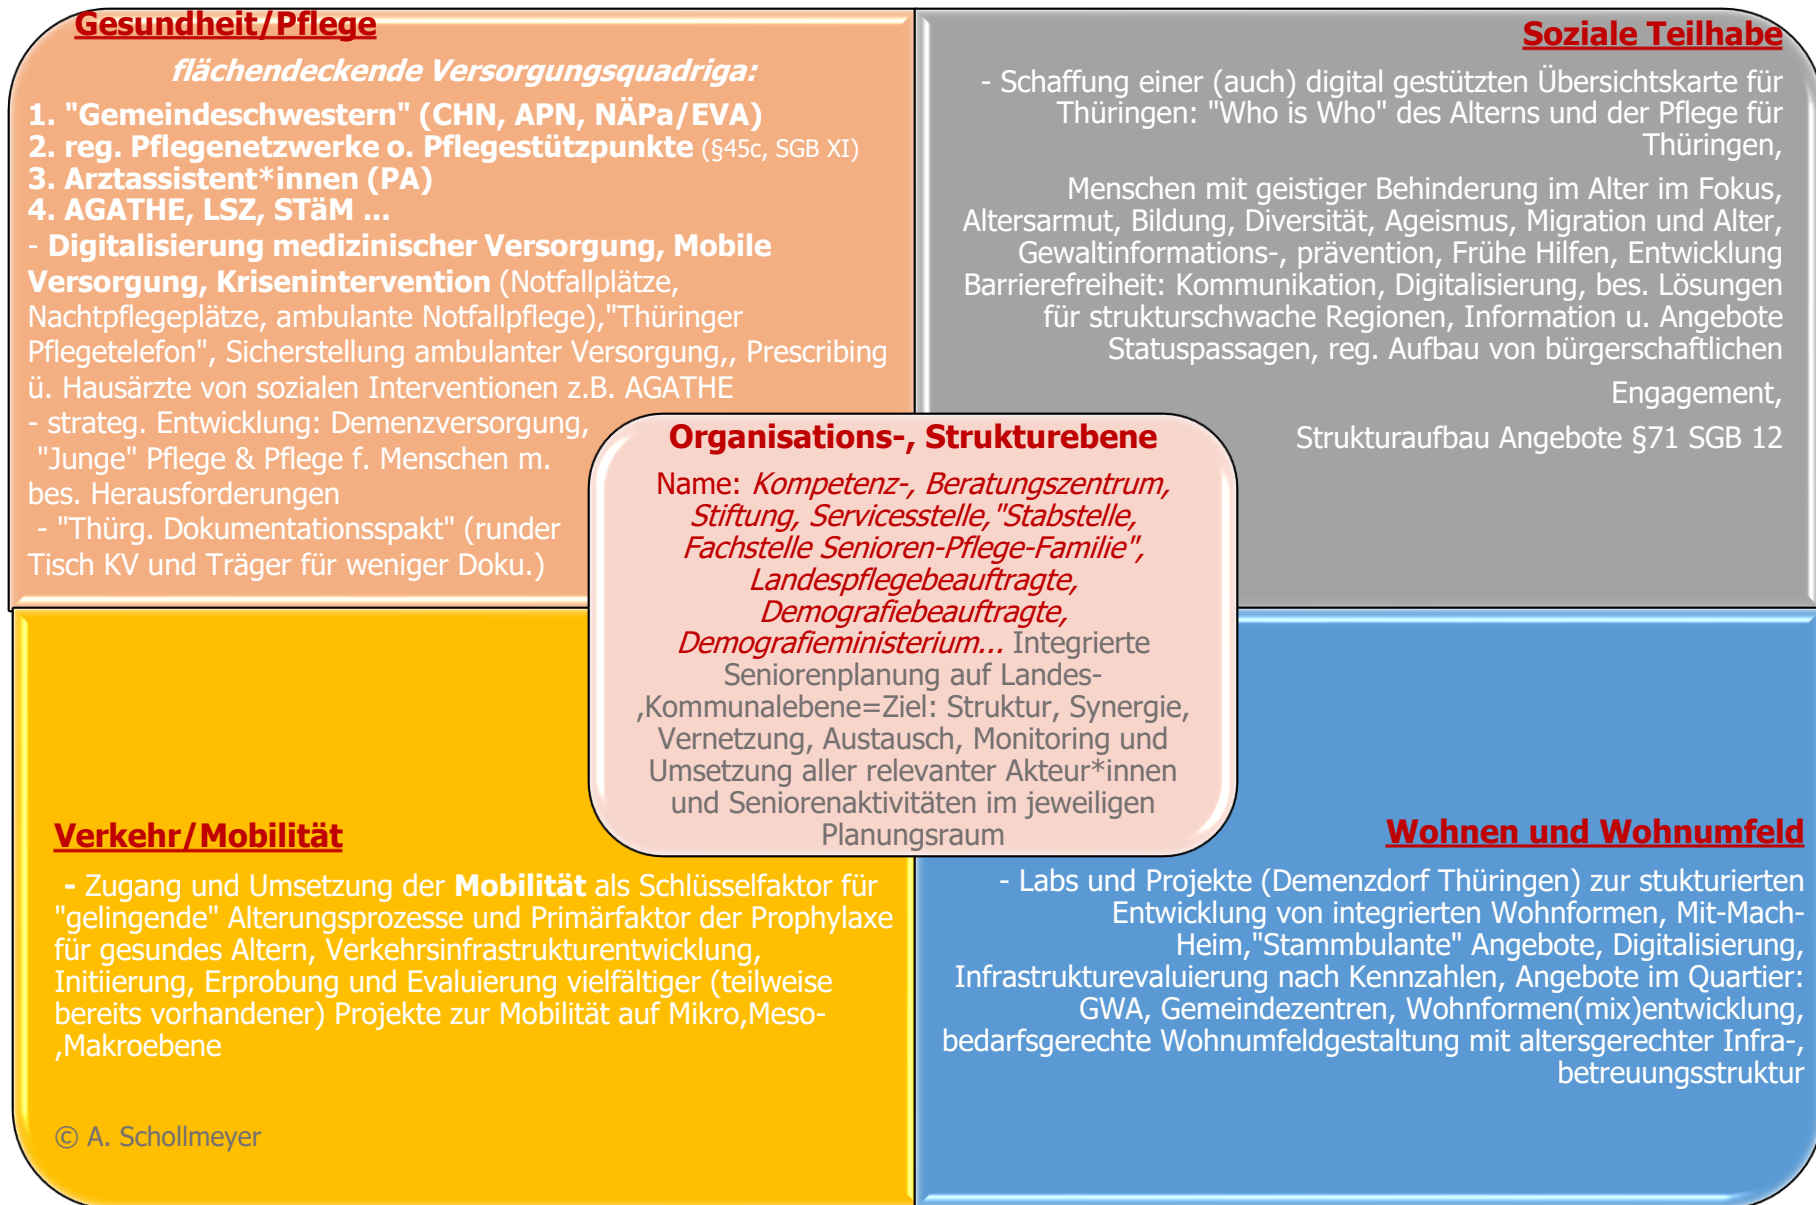 Gesundheit/Pflege
flächendeckende Versorgungsquadriga:
1. "Gemeindeschwestern" (CHN, APN, NÄPa/EVA)
2. reg. Pflegenetzwerke o. Pflegestützpunkte (§45c, SGB XI)
3. Arztassistent*innen (PA)
4. AGATHE, LSZ, STäM ...
- Digitalisierung medizinischer Versorgung, Mobile
Versorgung, Krisenintervention (Notfallplätze,
Nachtpflegeplätze, ambulante Notfallpflege),"Thüringer
Pflegetelefon", Sicherstellung ambulanter Versorgung,, Prescribing
ü. Hausärzte von sozialen Interventionen z.B. AGATHE
- strateg. Entwicklung: Demenzversorgung,
"Junge" Pflege & Pflege f. Menschen m.
bes. Herausforderungen
- "Thürg. Dokumentationsspakt" (runder
Tisch KV und Träger für weniger Doku.)
Soziale Teilhabe
- Schaffung einer (auch) digital gestützten Übersichtskarte für
Thüringen: "Who is Who" des Alterns und der Pflege für
Thüringen,
Menschen mit geistiger Behinderung im Alter im Fokus,
Altersarmut, Bildung, Diversität, Ageismus, Migration und Alter,
Gewaltinformations-, prävention, Frühe Hilfen, Entwicklung
Barrierefreiheit: Kommunikation, Digitalisierung, bes. Lösungen
für strukturschwache Regionen, Information u. Angebote
Statuspassagen, reg. Aufbau von bürgerschaftlichen
Engagement,
Strukturaufbau Angebote §71 SGB 12
Organisations-, Strukturebene
Name: Kompetenz-, Beratungszentrum,
Stiftung, Servicesstelle,"Stabstelle,
Fachstelle Senioren-Pflege-Familie",
Landespflegebeauftragte,
Demografiebeauftragte,
Demografieministerium... Integrierte
Seniorenplanung auf Landes-
,Kommunalebene=Ziel: Struktur, Synergie,
Vernetzung, Austausch, Monitoring und
Umsetzung aller relevanter Akteur*innen
und Seniorenaktivitäten im jeweiligen
Planungsraum
Verkehr/Mobilität
- Zugang und Umsetzung der Mobilität als Schlüsselfaktor für
"gelingende" Alterungsprozesse und Primärfaktor der Prophylaxe
für gesundes Altern, Verkehrsinfrastrukturentwicklung,
Initiierung, Erprobung und Evaluierung vielfältiger (teilweise
bereits vorhandener) Projekte zur Mobilität auf Mikro,Meso-
,Makroebene
© A. Schollmeyer
Wohnen und Wohnumfeld
- Labs und Projekte (Demenzdorf Thüringen) zur stukturierten
Entwicklung von integrierten Wohnformen, Mit-Mach-
Heim,"Stammbulante" Angebote, Digitalisierung,
Infrastrukturevaluierung nach Kennzahlen, Angebote im Quartier:
GWA, Gemeindezentren, Wohnformen(mix)entwicklung,
bedarfsgerechte Wohnumfeldgestaltung mit altersgerechter Infra-,
betreuungsstruktur